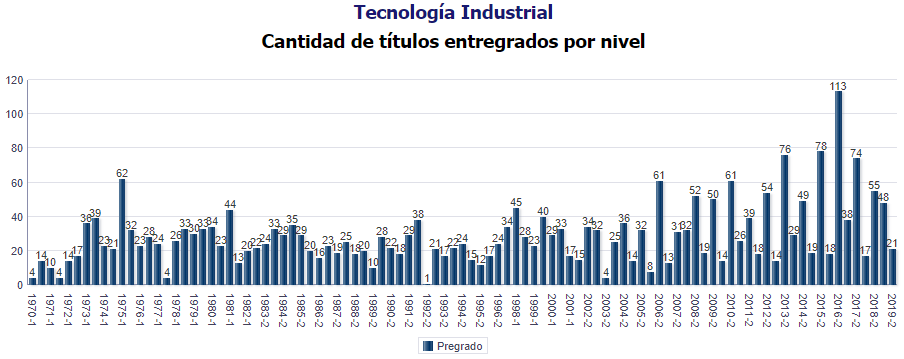 Tecnología Industrial
Cantidad de títulos entregrados por nivel
120
100
80
60
40
20
0
4 14 10 4 14 17 36 39 23 21 62 32 23 28 24 4 26 33 30 33 34 23 44 13 20 22 24 33 29 35 29 20 16 23 19 25 18 20 10 28 22 18 29 38 1 21 17 22 24 15 12 17 24 34 45 28 23 40 29 33 17 15 34 32 4 25 36 14 32 8 61 13 31 32 52 19 50 14 61 26 39 18 54 14 76 29 49 19 78 18 113 38 74 17 55 48 21
1970 -1 1971 -1 1972 -1 1973 -1 1974 -1 1975 -1 1976 -1 1977 -1 1978 -1 1979 -1 1980 -1 1981 -1 1982 -1 1983 -2 1984 -2 1985 -2 1986 -2 1987 -2 1988 -2 1989 -2 1990 -2 1991 -2 1992 -2 1993 -2 1994 -2 1995 -2 1996 -2 1998 -1 1999 -1 2000 -1 2001 -1 2002 -2 2003 -2 2004 -2 2005 -2 2006 -2 2007 -2 2008 -2 2009 -2 2010 -2 2011 -2 2012 -2 2013 -2 2014 -2 2015 -2 2016 -2 2017 -2 2018 -2 2019 -2
Pregrado